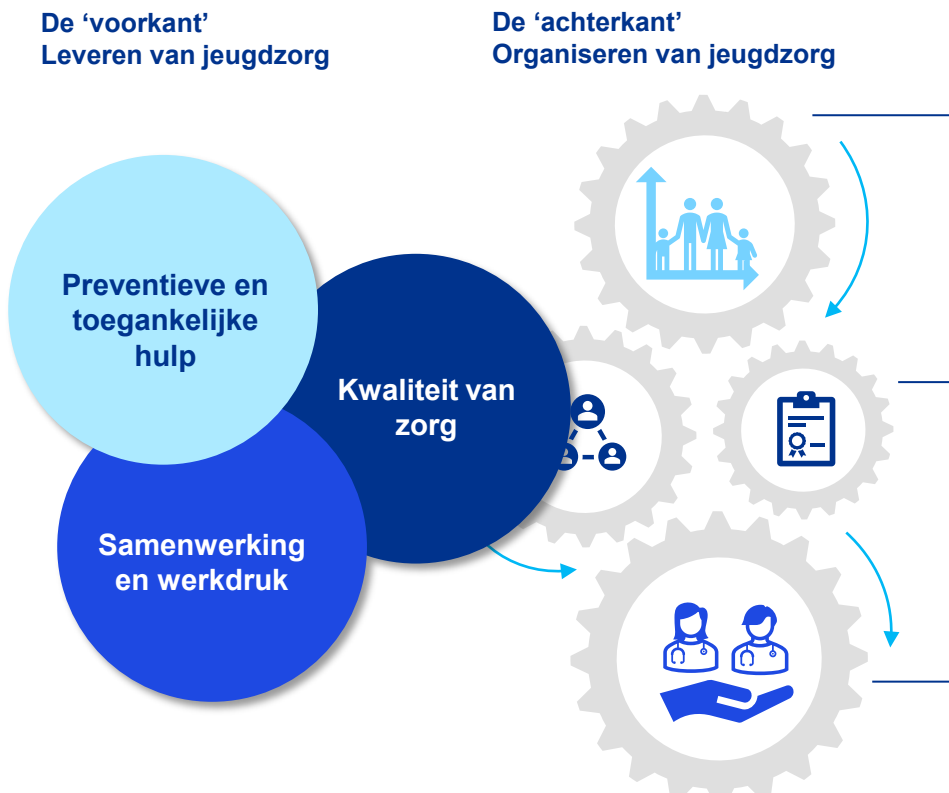 De ‘voorkant’
Leveren van jeugdzorg
De ‘achterkant’
Organiseren van jeugdzorg
Preventieve en
toegankelijke
hulp
Kwaliteit van
zorg
Samenwerking
en werkdruk